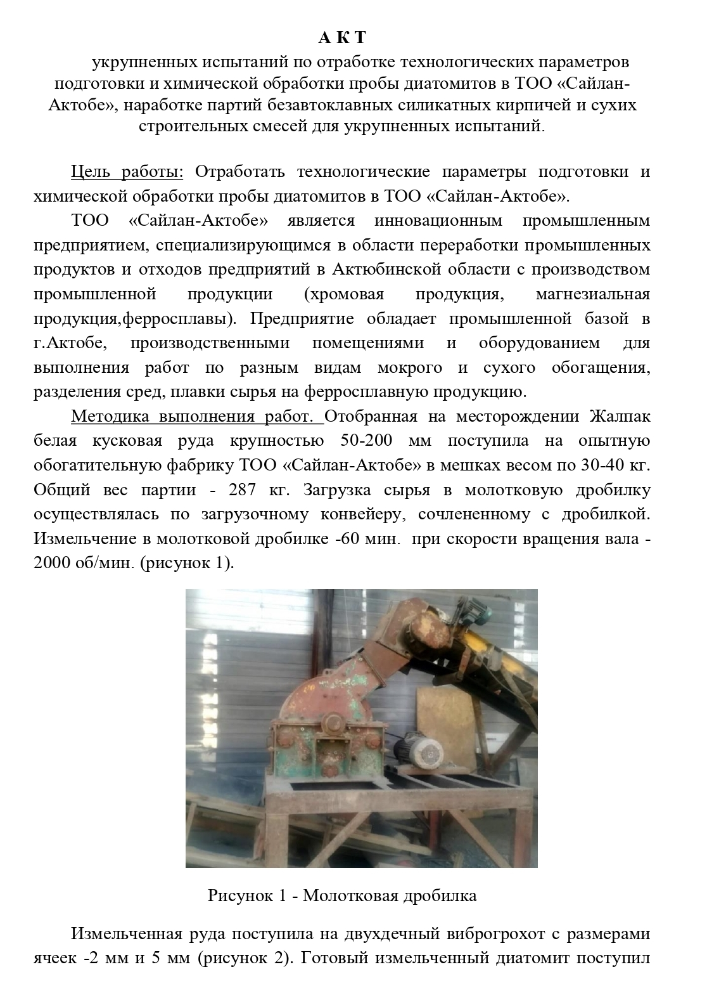 А К Т
укрупненных испытаний по отработке технологических параметров
подготовки и химической обработки пробы диатомитов в ТОО «Сайлан-
Актобе», наработке партий безавтоклавных силикатных кирпичей и сухих
строительных смесей для укрупненных испытаний.
Цель работы: Отработать технологические параметры подготовки и
химической обработки пробы диатомитов в ТОО «Сайлан-Актобе».
ТОО «Сайлан-Актобе» является инновационным промышленным
предприятием, специализирующимся в области переработки промышленных
продуктов и отходов предприятий в Актюбинской области с производством
промышленной продукции (хромовая продукция, магнезиальная
продукция,ферросплавы). Предприятие обладает промышленной базой в
г.Актобе, производственными помещениями и оборудованием для
выполнения работ по разным видам мокрого и сухого обогащения,
разделения сред, плавки сырья на ферросплавную продукцию.
Методика выполнения работ. Отобранная на месторождении Жалпак
белая кусковая руда крупностью 50-200 мм поступила на опытную
обогатительную фабрику ТОО «Сайлан-Актобе» в мешках весом по 30-40 кг.
Общий вес партии - 287 кг. Загрузка сырья в молотковую дробилку
осуществлялась по загрузочному конвейеру, сочлененному с дробилкой.
Измельчение в молотковой дробилке -60 мин. при скорости вращения вала -
2000 об/мин. (рисунок 1).
Рисунок 1 - Молотковая дробилка
Измельченная руда поступила на двухдечный виброгрохот с размерами
ячеек -2 мм и 5 мм (рисунок 2). Готовый измельченный диатомит поступил